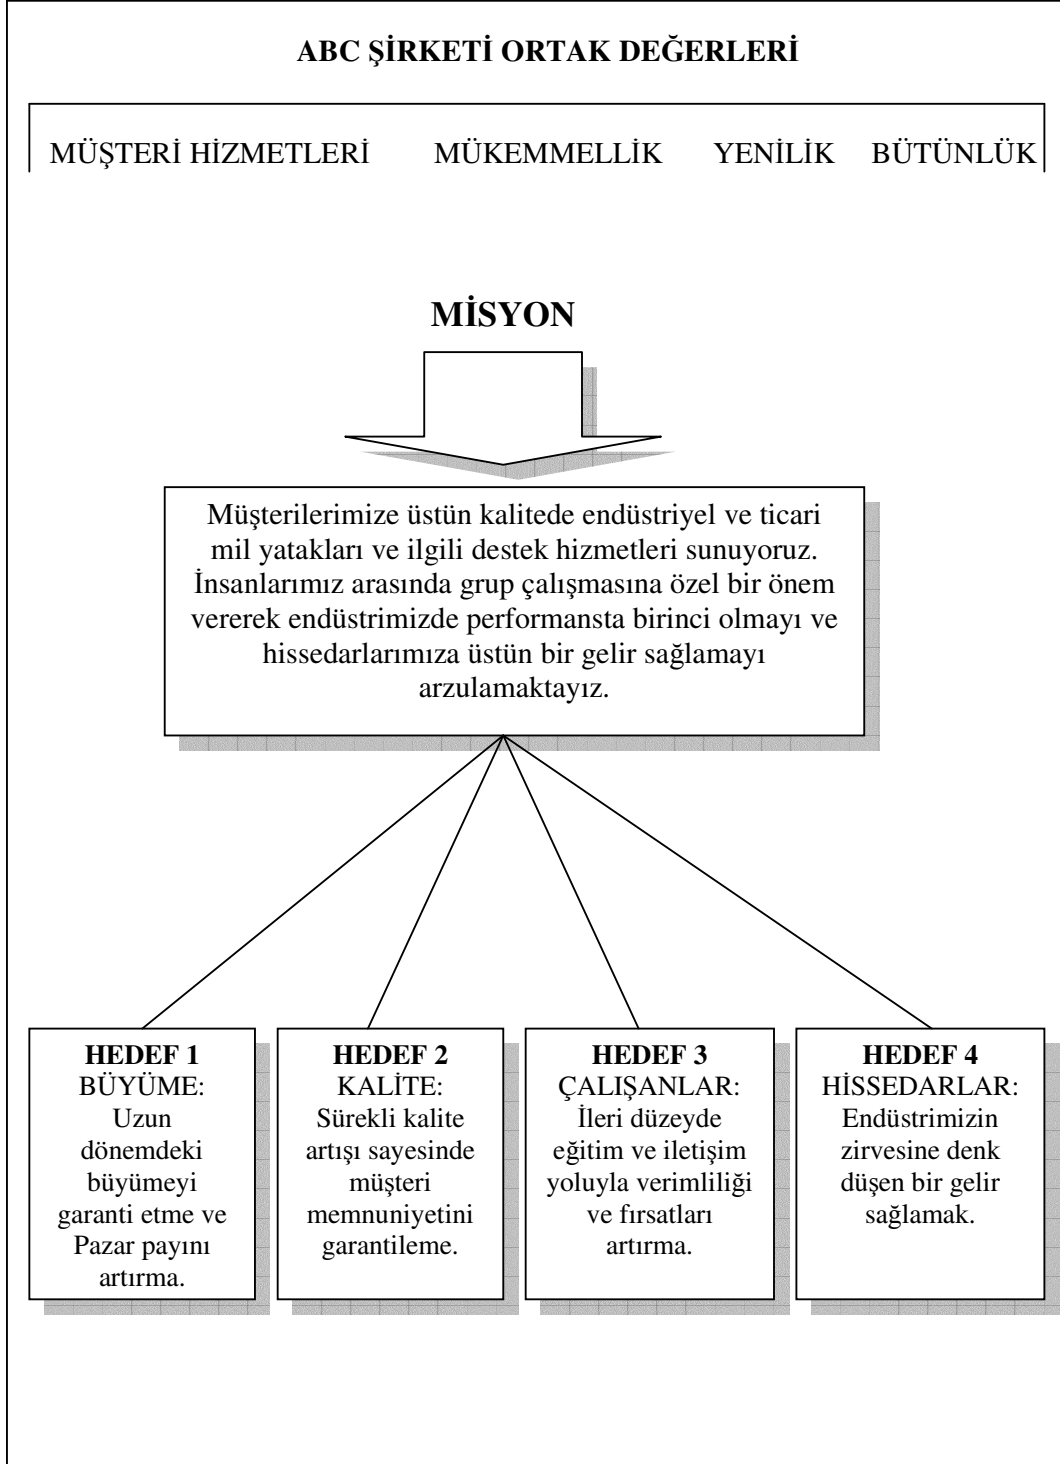 ABC ŞİRKETİ ORTAK DEĞERLERİ
MÜŞTERİ HİZMETLERİ MÜKEMMELLİK YENİLİK BÜTÜNLÜK
MİSYON
Müşterilerimize üstün kalitede endüstriyel ve ticari
mil yatakları ve ilgili destek hizmetleri sunuyoruz.
İnsanlarımız arasında grup çalışmasına özel bir önem
vererek endüstrimizde performansta birinci olmayı ve
hissedarlarımıza üstün bir gelir sağlamayı
arzulamaktayız.
HEDEF 1
BÜYÜME:
Uzun
dönemdeki
büyümeyi
garanti etme ve
Pazar payını
artırma.
HEDEF 2
KALİTE:
Sürekli kalite
artışı sayesinde
müşteri
memnuniyetini
garantileme.
HEDEF 3
ÇALIŞANLAR:
İleri düzeyde
eğitim ve iletişim
yoluyla verimliliği
ve fırsatları
artırma.
HEDEF 4
HİSSEDARLAR:
Endüstrimizin
zirvesine denk
düşen bir gelir
sağlamak.